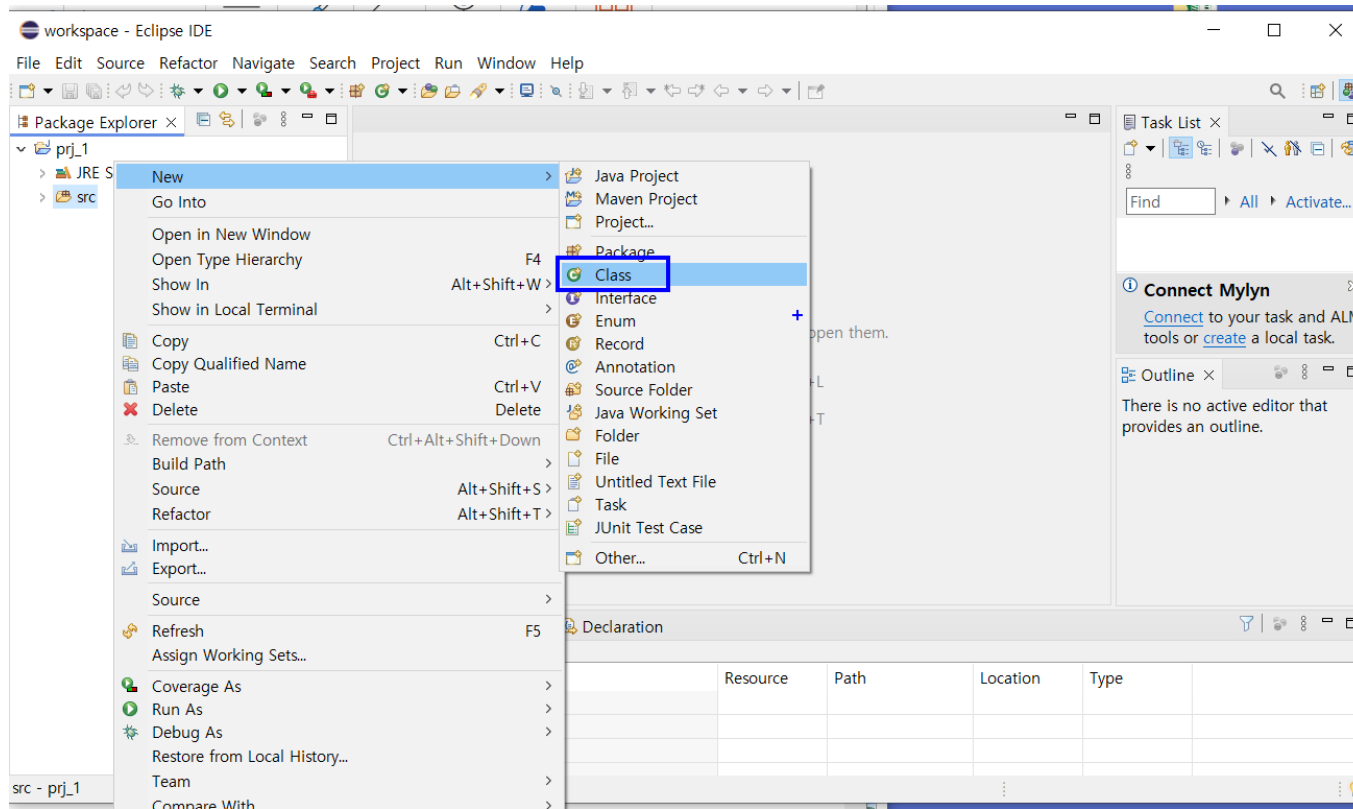 workspace - Eclipse IDE
File Edit Source Refactor Navigate Search Project Run Window Help
Package Explorer
prj_1
JRE S
src
New
Go Into
Open in New Window
Open Type Hierarchy F4
Show In Alt+Shift+W
Show in Local Terminal
Copy Ctrl+C
Copy Qualified Name
Paste Ctrl+V
Delete Delete
Remove from Context Ctrl+Alt+Shift+Down
Build Path
Source Alt+Shift+S
Refactor Alt+Shift+T
Import...
Export...
Source
Refresh F5
Assign Working Sets...
Coverage As
Run As
Debug As
Restore from Local History...
Team
Compare With
Java Project
Maven Project
Project...
Package
Class
Interface
Enum
Record
Annotation
Source Folder
Java Working Set
Folder
File
Untitled Text File
Task
JUnit Test Case
Other... Ctrl+N
open them.
+L
+T
Task List
Find All Activate...
Connect Mylyn
Connect to your task and ALM
tools or create a local task.
Outline
There is no active editor that
provides an outline.
Declaration
Resource Path Location Type
src - prj_1